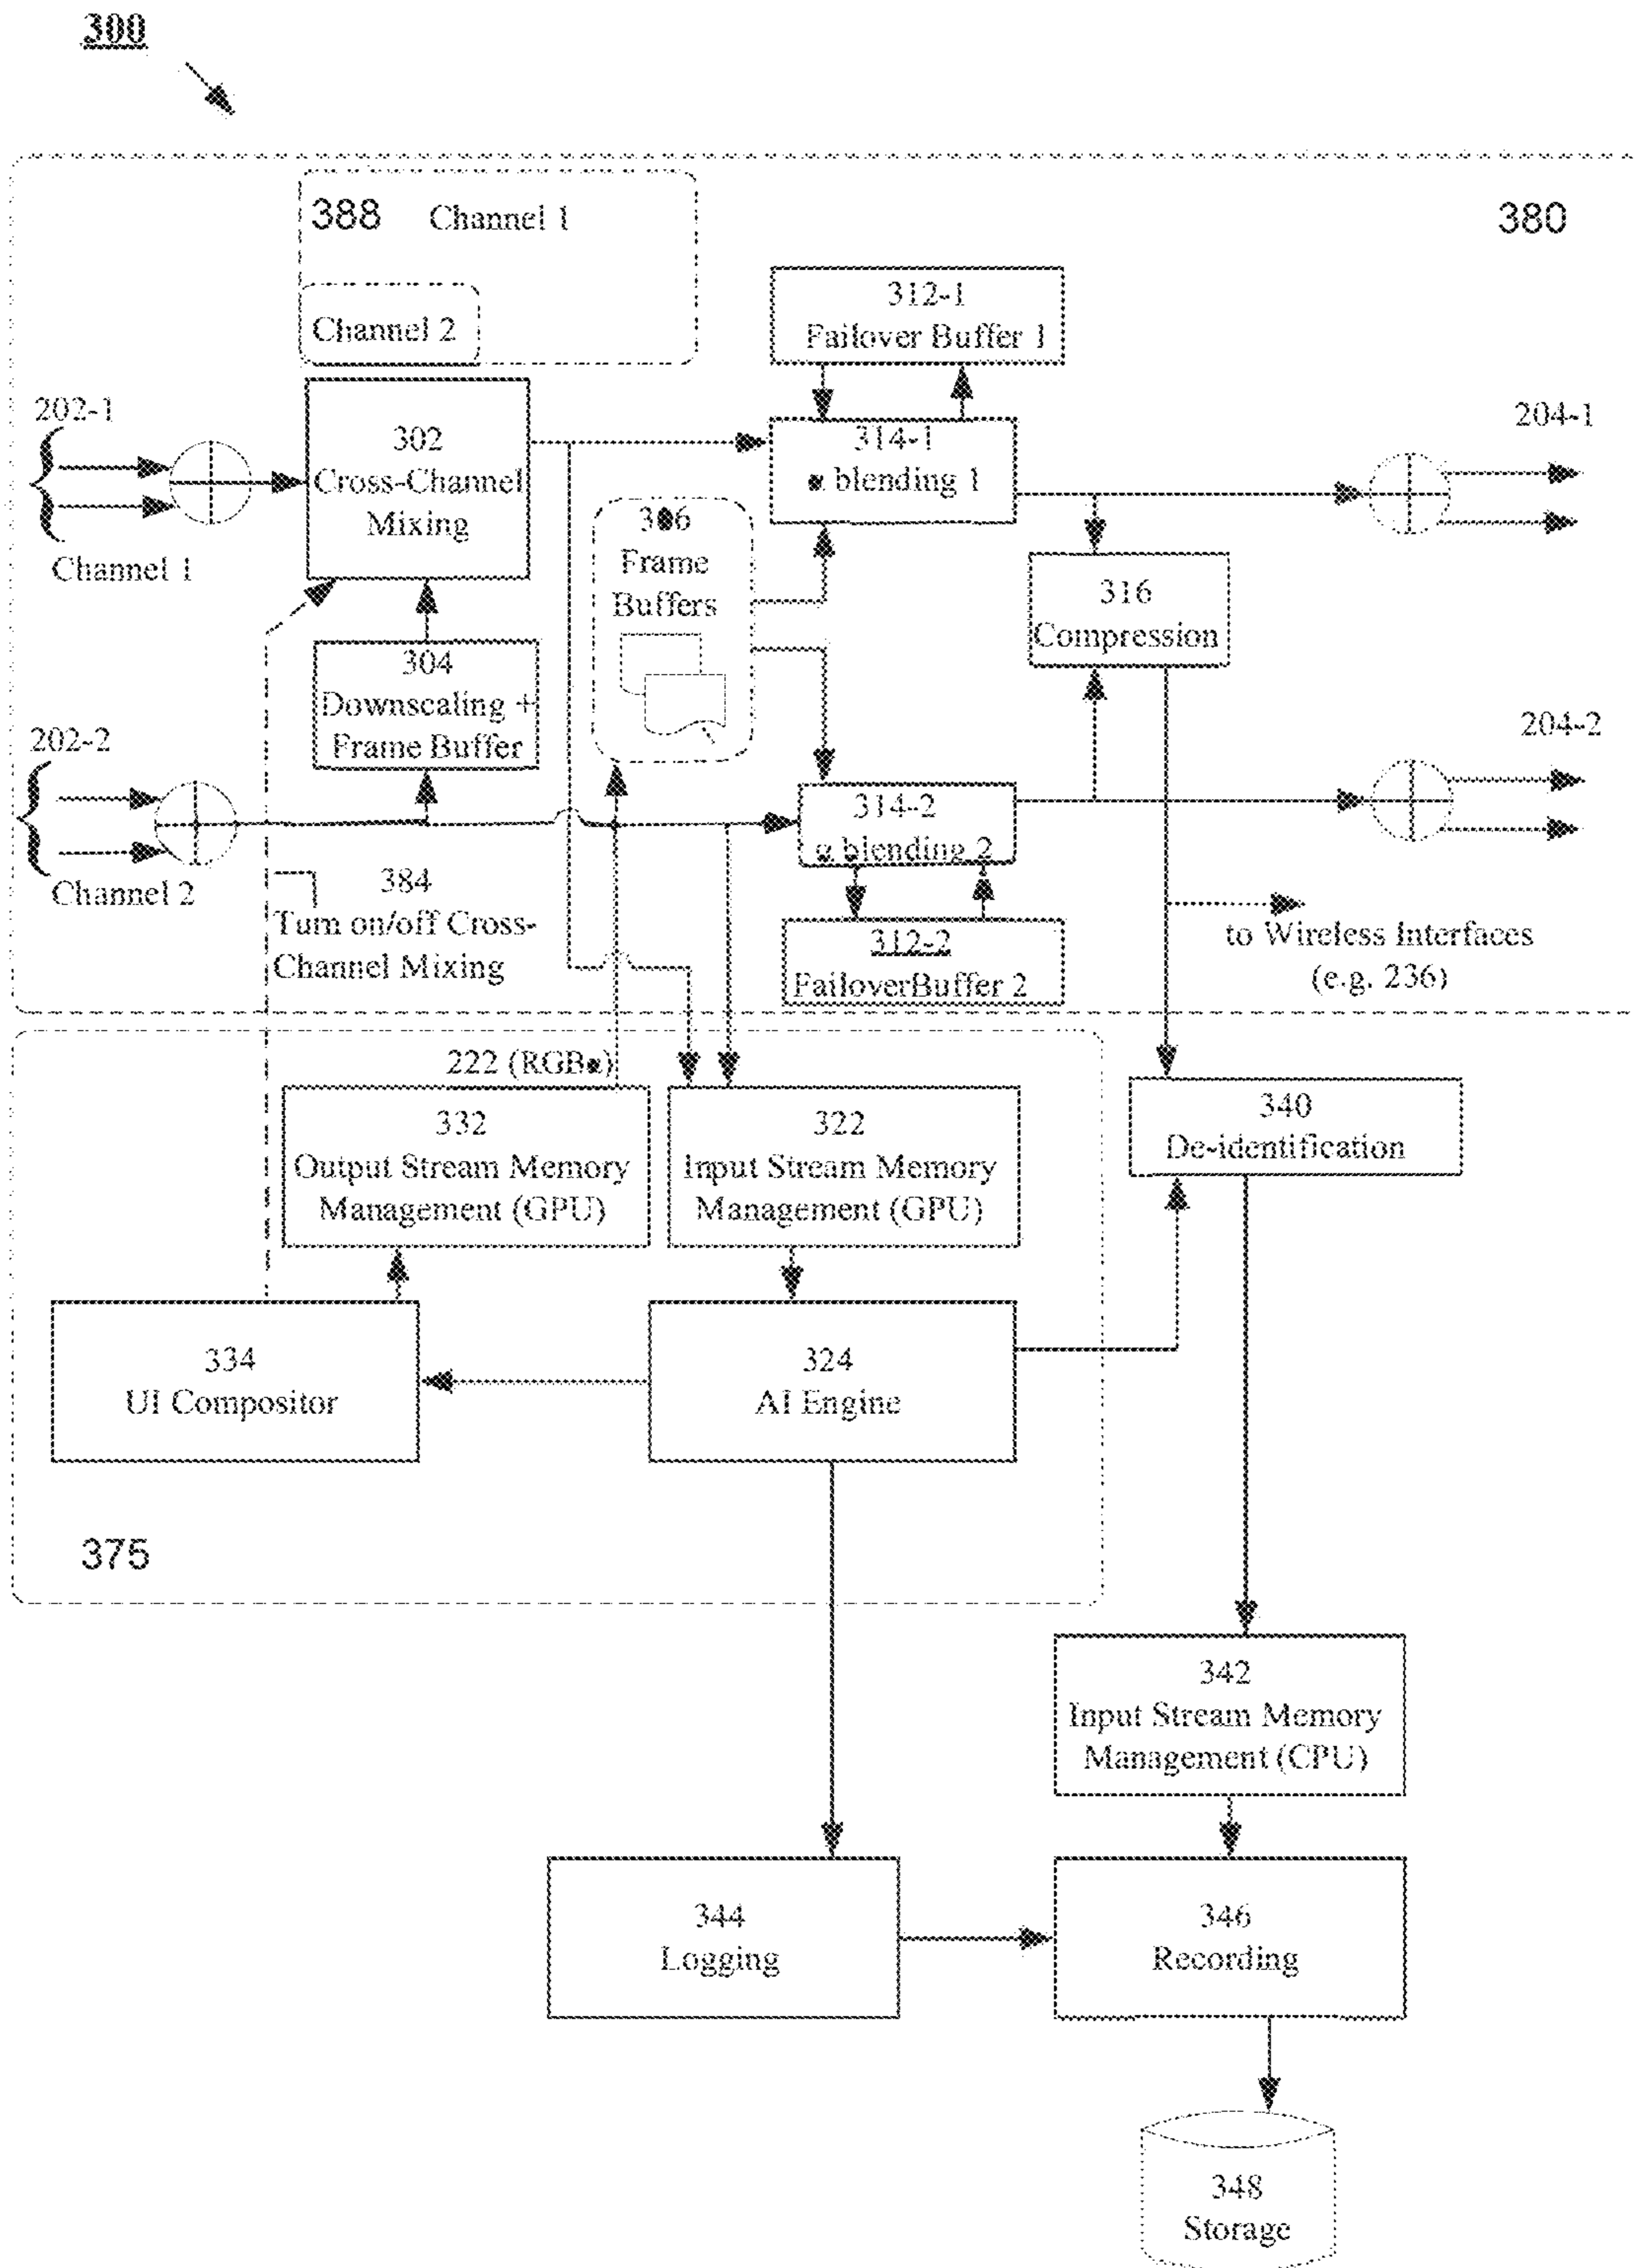 300
388 Channel 1
380
Channel 2
312-1
Failover Buffer 1
202-1
302
Cross-Channel
Mixing
314-1
α blending 1
204-1
Channel 1
306
Frame
Buffers
316
Compression
304
Downscaling +
Frame Buffer
202-2
204-2
314-2
α blending 2
Channel 2
384
Turn on/off Cross-
Channel Mixing
312-2
FailoverBuffer 2
to Wireless Interfaces
(e.g. 236)
222 (RGBα)
332
Output Stream Memory
Management (GPU)
322
Input Stream Memory
Management (GPU)
340
De-identification
334
UI Compositor
324
AI Engine
375
342
Input Stream Memory
Management (CPU)
344
Logging
346
Recording
348
Storage